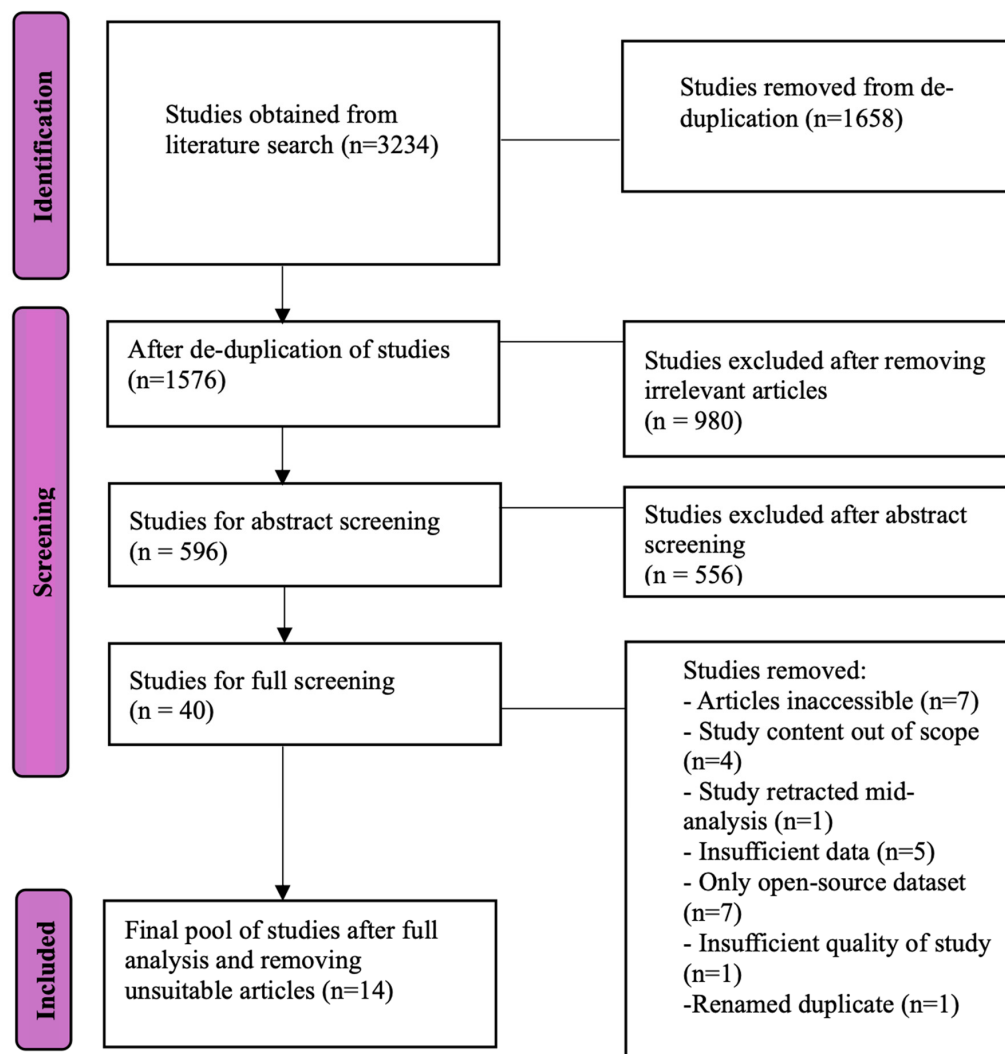 Identification
Studies obtained from
literature search (n=3234)
Studies removed from de-
duplication (n=1658)
Screening
After de-duplication of studies
(n=1576)
Studies excluded after removing
irrelevant articles
(n = 980)
Studies for abstract screening
(n = 596)
Studies excluded after abstract
screening
(n = 556)
Studies for full screening
(n = 40)
Studies removed:
- Articles inaccessible (n=7)
- Study content out of scope
(n=4)
- Study retracted mid-
analysis (n=1)
- Insufficient data (n=5)
- Only open-source dataset
(n=7)
- Insufficient quality of study
(n=1)
-Renamed duplicate (n=1)
Included
Final pool of studies after full
analysis and removing
unsuitable articles (n=14)